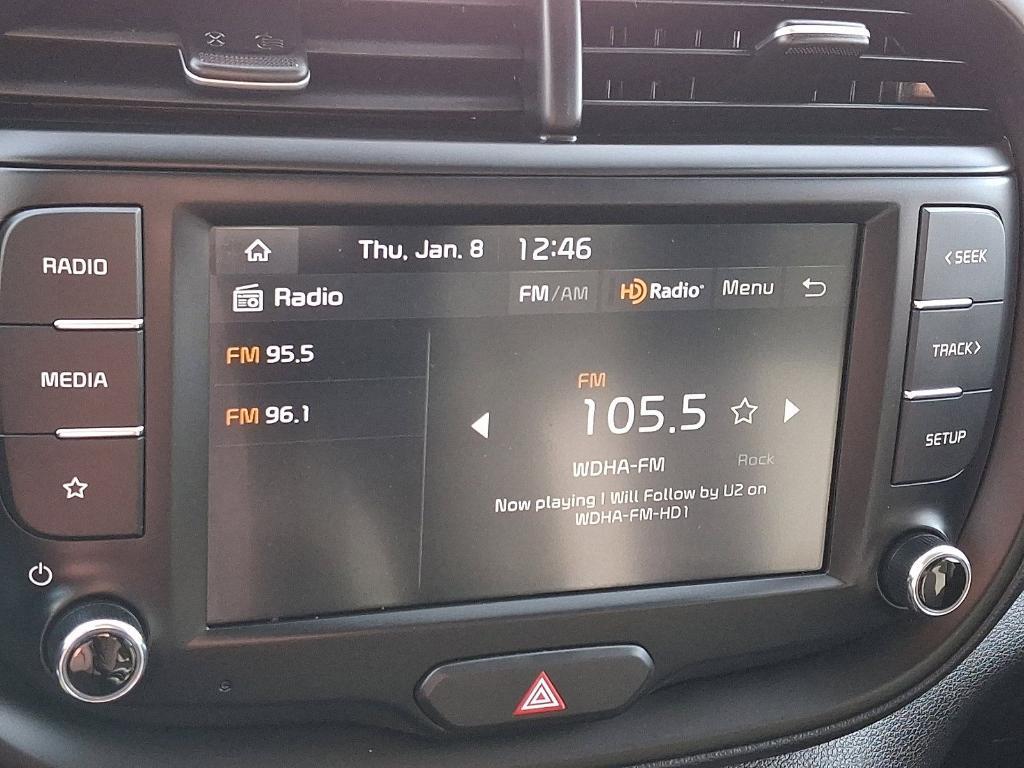 RADIO
MEDIA
Thu, Jan. 8 12:46
Radio FM/AM HD Radio Menu
FM 95.5
FM 96.1
FM
105.5
WDHA-FM Rock
Now playing I Will Follow by U2 on
WDHA-FM-HD1
< SEEK
TRACK >
SETUP